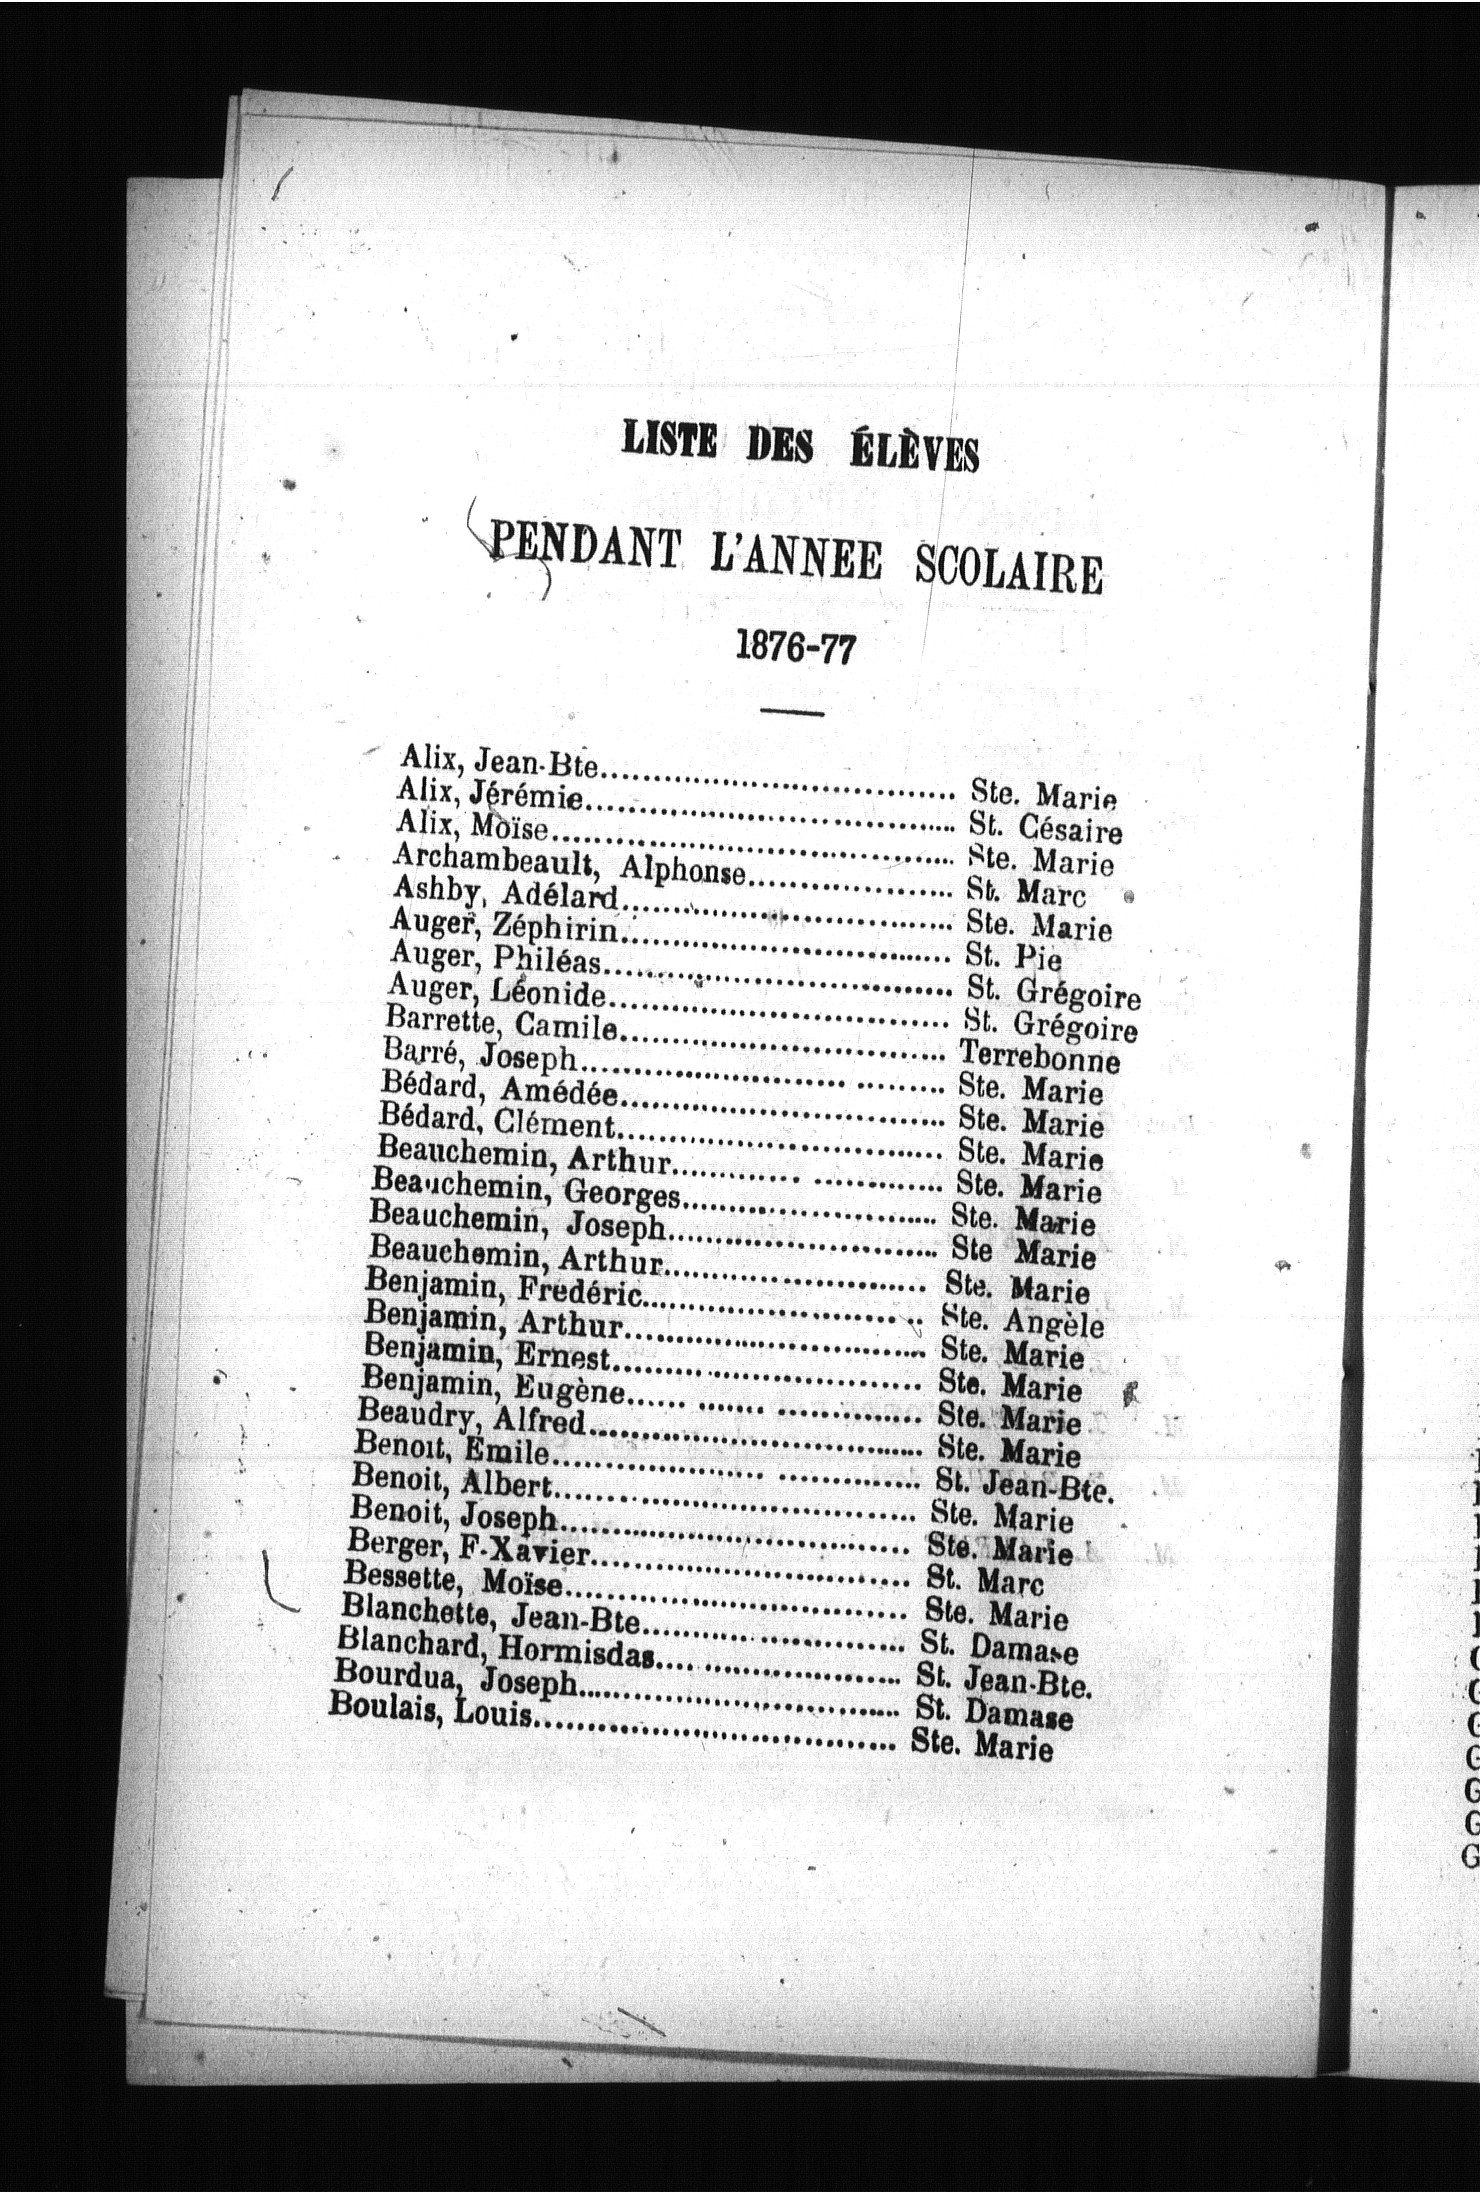 LISTE DES ÉLÈVES
PENDANT L'ANNEE SCOLAIRE
1876-77
Alix, Jean-Bte........ Ste. Marie
Alix, Jérémie........ St. Césaire
Alix, Moïse........ Ste. Marie
Archambeault, Alphonse........ St. Marc
Ashby, Adélard........ Ste. Marie
Auger, Zéphirin........ St. Pie
Auger, Philéas........ St. Grégoire
Auger, Léonide........ St. Grégoire
Barrette, Camile........ Terrebonne
Barré, Joseph........ Ste. Marie
Bédard, Amédée........ Ste. Marie
Bédard, Clément........ Ste. Marie
Beauchemin, Arthur........ Ste. Marie
Beauchemin, Georges........ Ste. Marie
Beauchemin, Joseph........ Ste Marie
Beauchemin, Arthur........ Ste. Marie
Benjamin, Frédéric........ Ste. Angèle
Benjamin, Arthur........ Ste. Marie
Benjamin, Ernest........ Ste. Marie
Benjamin, Eugène........ Ste. Marie
Beaudry, Alfred........ Ste. Marie
Benoit, Emile........ St. Jean-Bte.
Benoit, Albert........ Ste. Marie
Benoit, Joseph........ Ste. Marie
Berger, F-Xavier........ St. Marc
Bessette, Moïse........ Ste. Marie
Blanchette, Jean-Bte........ St. Damase
Blanchard, Hormisdas........ St. Jean-Bte.
Bourdua, Joseph........ St. Damase
Boulais, Louis........ Ste. Marie